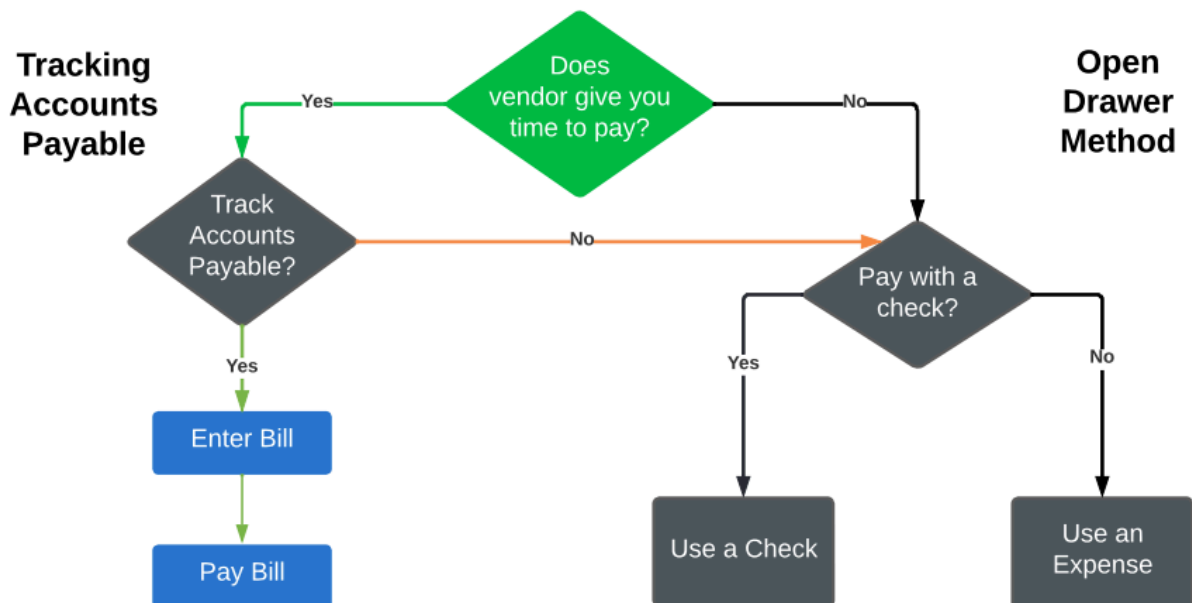 Tracking
Accounts
Payable
Does
vendor give you
time to pay?
Open
Drawer
Method
Yes
No
Track
Accounts
Payable?
No
Pay with a
check?
Yes
Yes
No
Enter Bill
Use a Check
Use an
Expense
Pay Bill